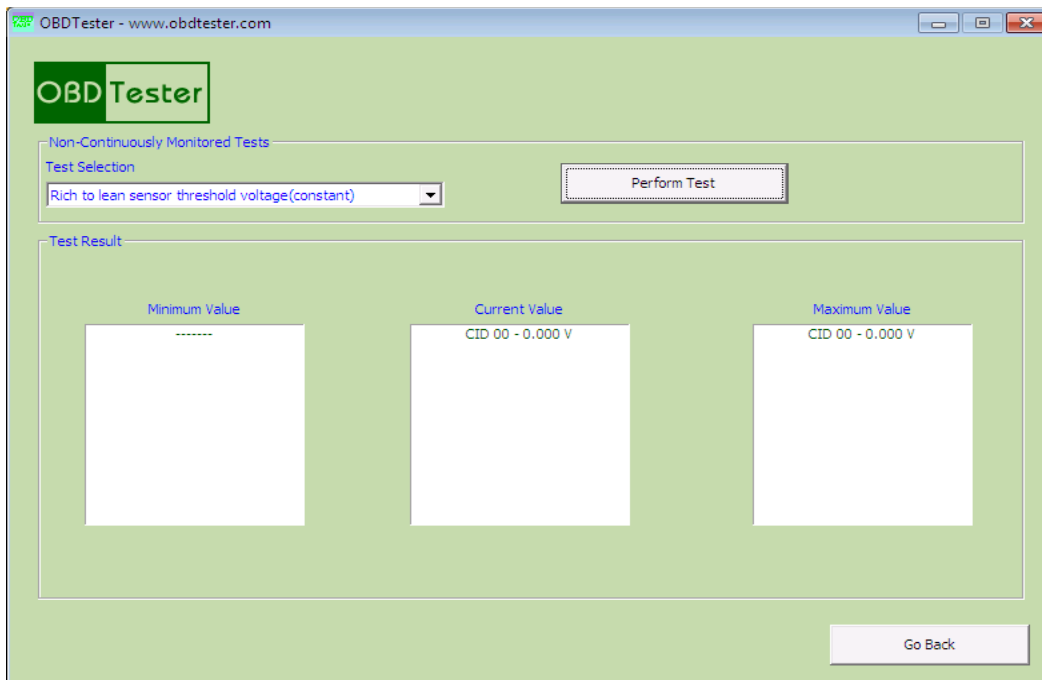 OBDTester - www.obdtester.com
OBD Tester
Non-Continuously Monitored Tests
Test Selection
Rich to lean sensor threshold voltage(constant)
Perform Test
Test Result
Minimum Value
Current Value
Maximum Value
-------
CID 00 - 0.000 V
CID 00 - 0.000 V
Go Back